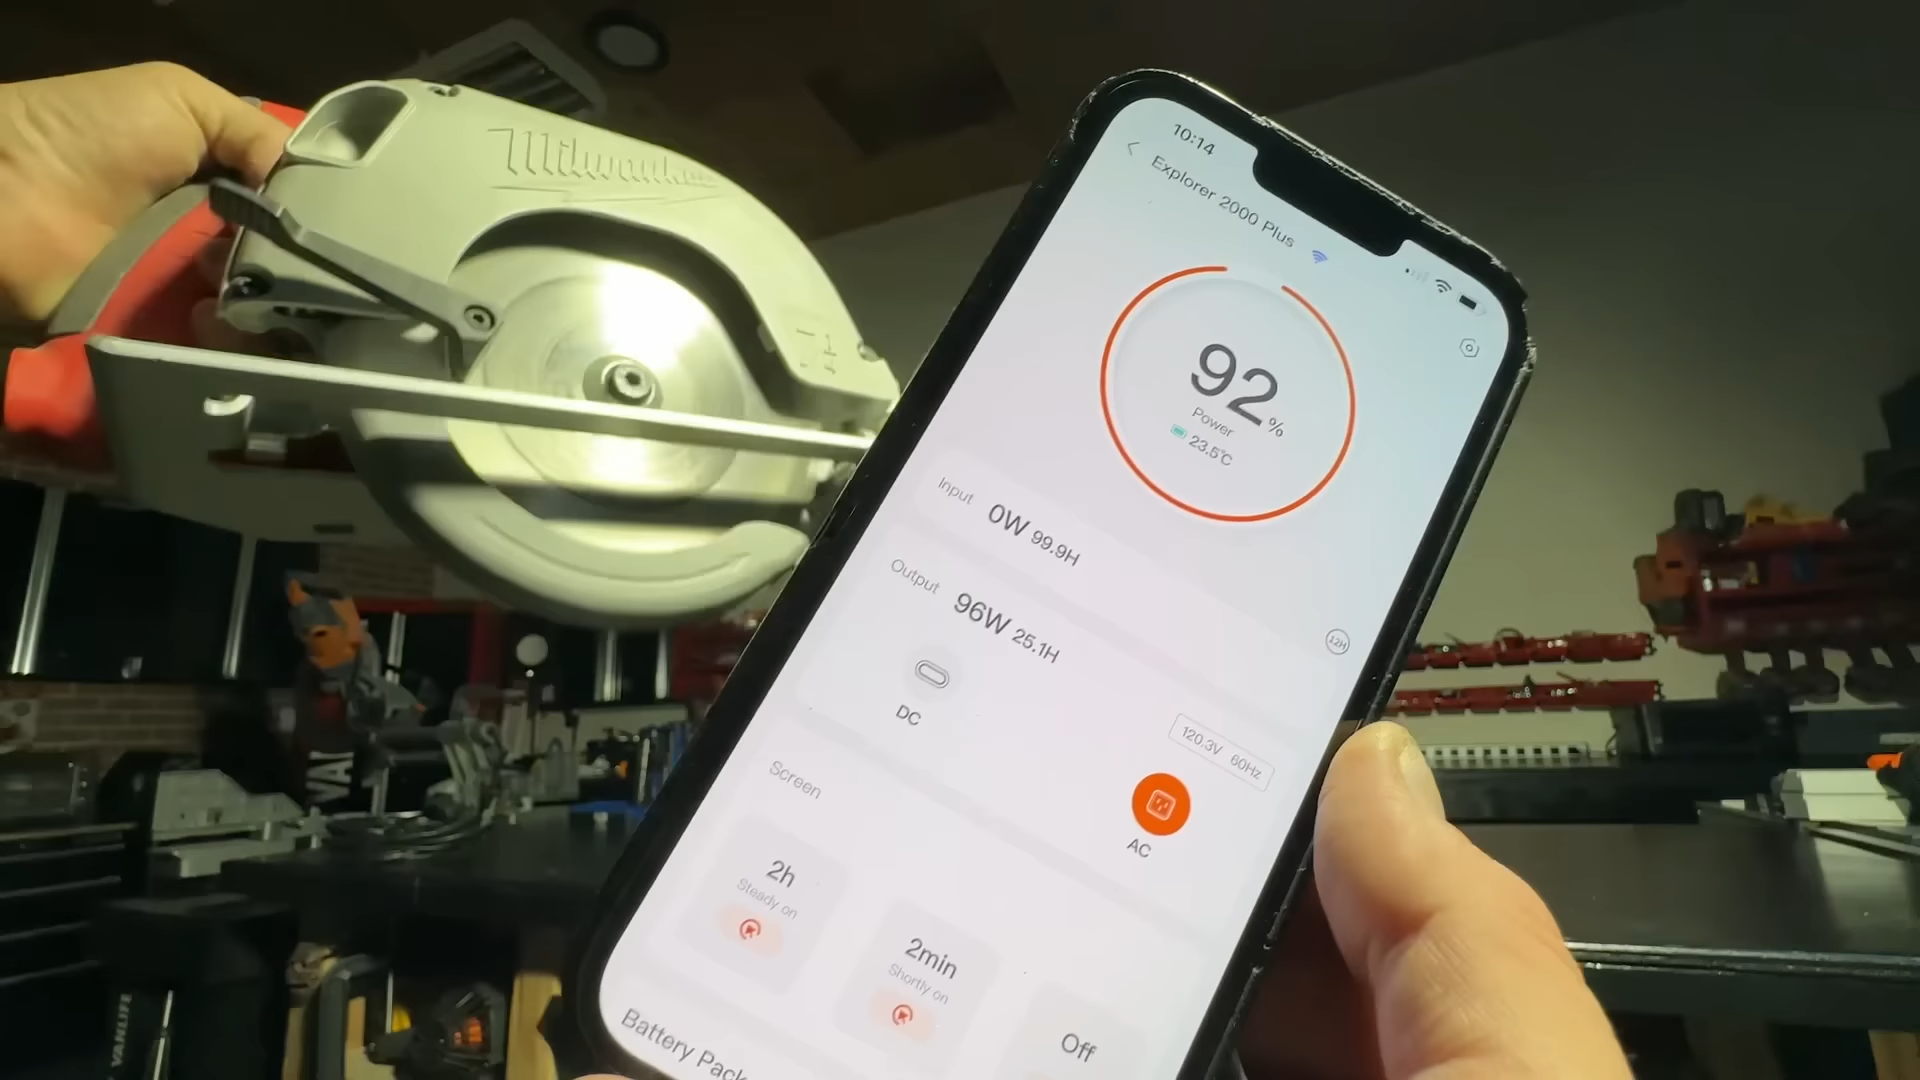 Milwaukee
10:14
Explorer 2000 Plus
92%
Power
23.5℃
Input 0W 99.9H
Output 96W 25.1H
12H
DC
120.3V 60Hz
AC
Screen
2h
Steady on
2min
Shortly on
Off
Battery Pack